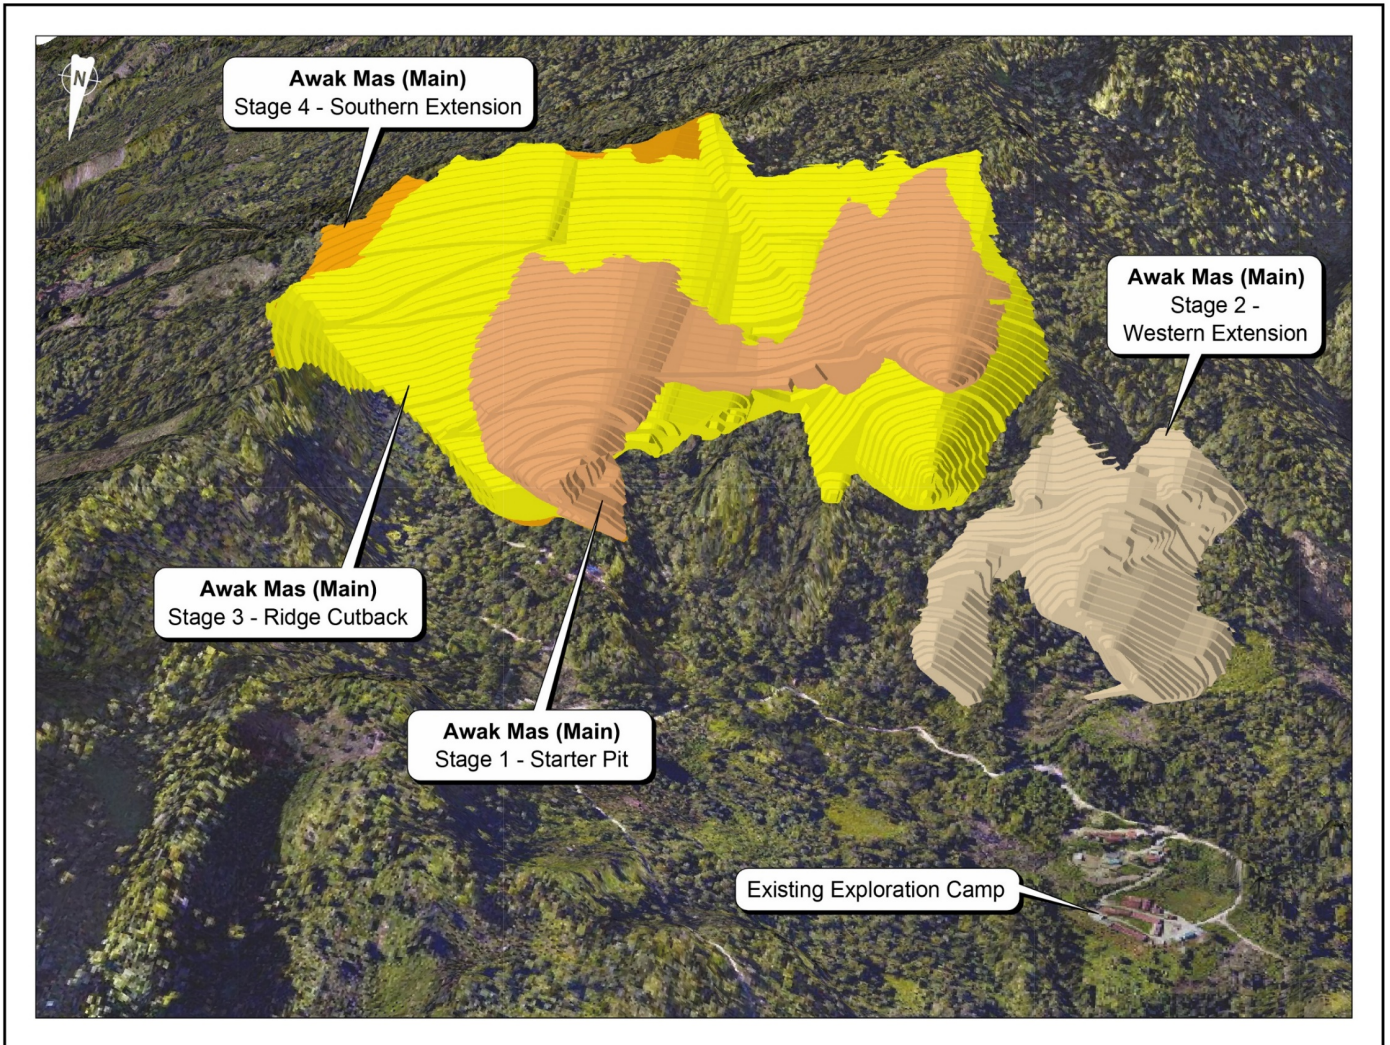 N
Awak Mas (Main)
Stage 4 - Southern Extension
Awak Mas (Main)
Stage 2 -
Western Extension
Awak Mas (Main)
Stage 3 - Ridge Cutback
Awak Mas (Main)
Stage 1 - Starter Pit
Existing Exploration Camp